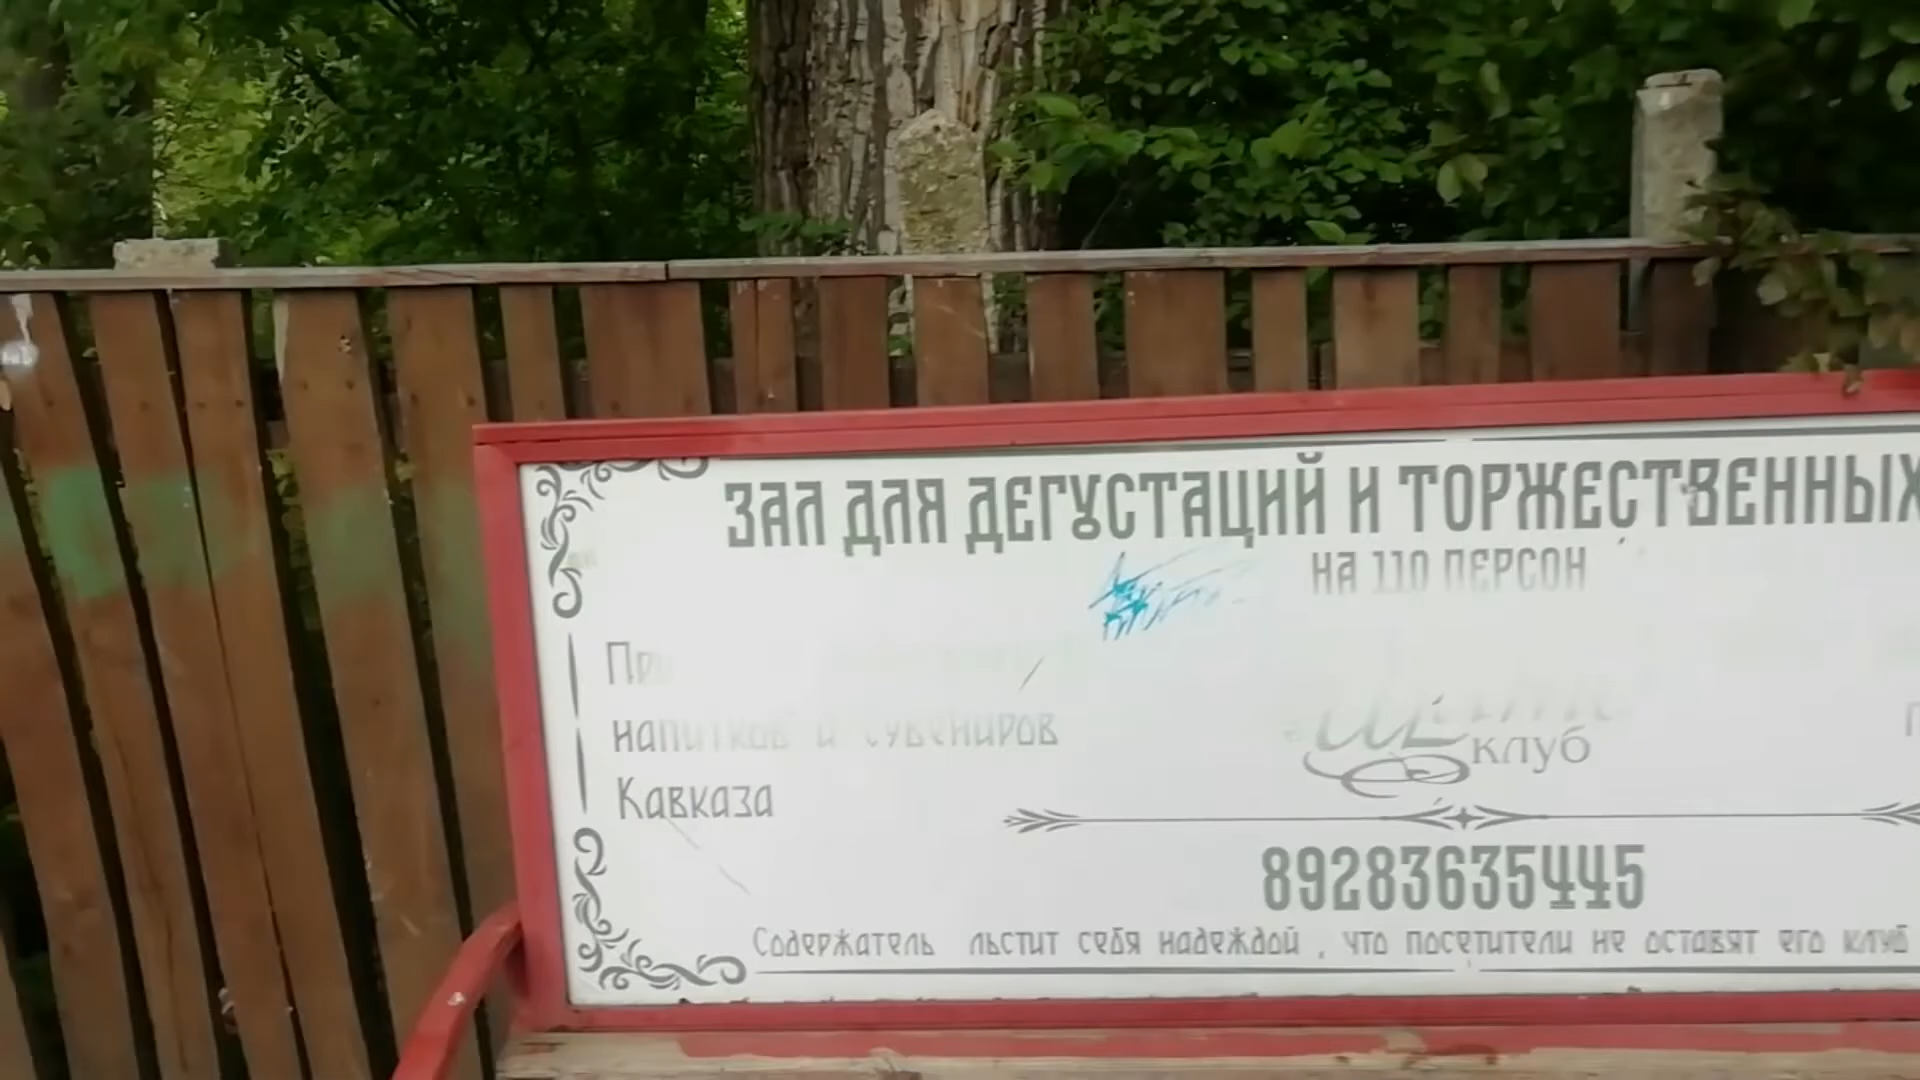 ЗАЛ ДЛЯ ДЕГУСТАЦИЙ И ТОРЖЕСТВЕННЫХ
НА 110 ПЕРСОН
напитков и сувениров
Кавказа
клуб
89283635445
Содержатель льстит себя надеждой , что посетители не оставят его клуб